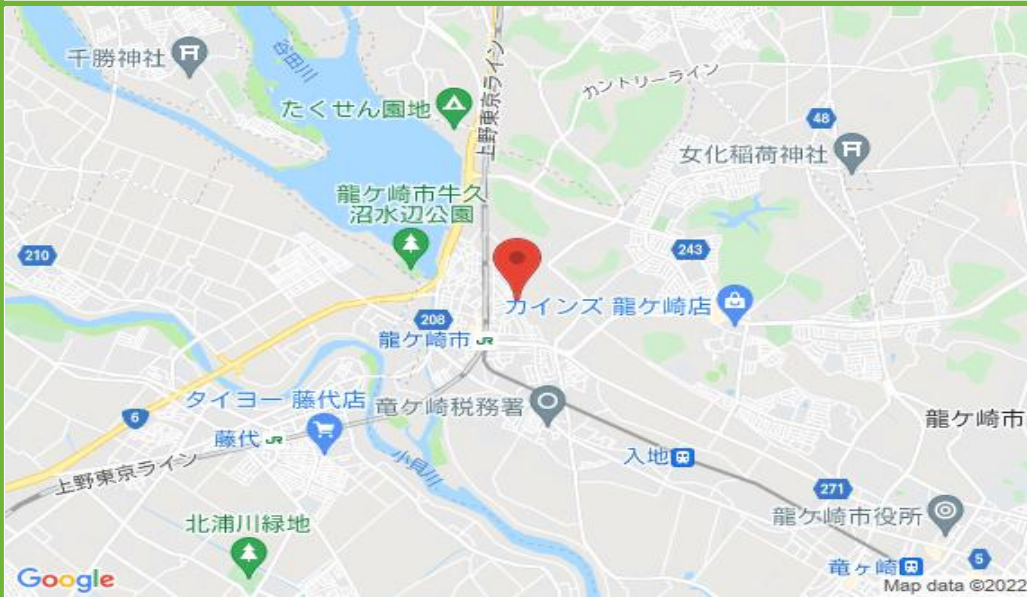 千勝神社
谷田川
上野東京ライン
カントリーライン
たくせん園地
48
女化稲荷神社
龍ケ崎市牛久
沼水辺公園
210
243
カインズ 龍ケ崎店
208
龍ケ崎市 JR
タイヨー 藤代店
竜ケ崎税務署
6
藤代 JR
龍ケ崎市
上野東京ライン
小貝川
入地
271
北浦川緑地
龍ケ崎市役所
5
竜ヶ崎
Google
Map data ©2022